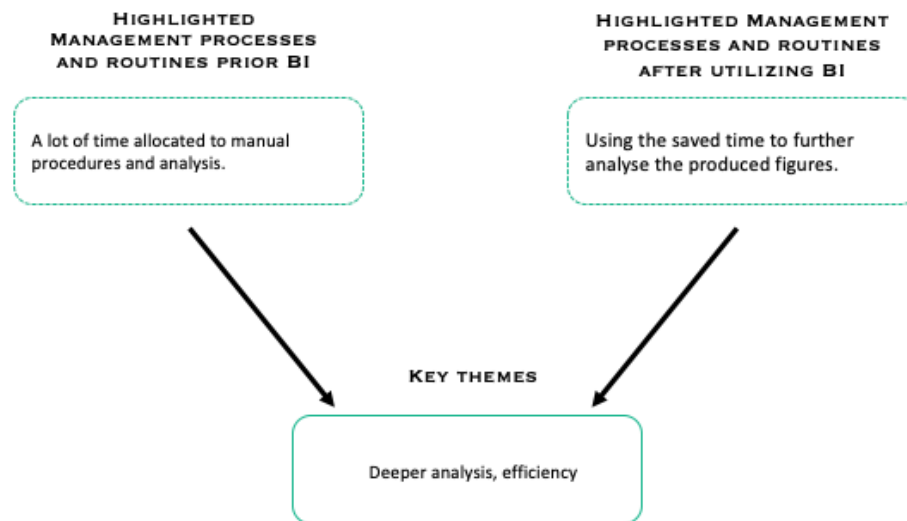 Highlighted
Management processes
and routines prior BI
Highlighted Management
processes and routines
after utilizing BI
A lot of time allocated to manual
procedures and analysis.
Using the saved time to further
analyse the produced figures.
Key themes
Deeper analysis, efficiency